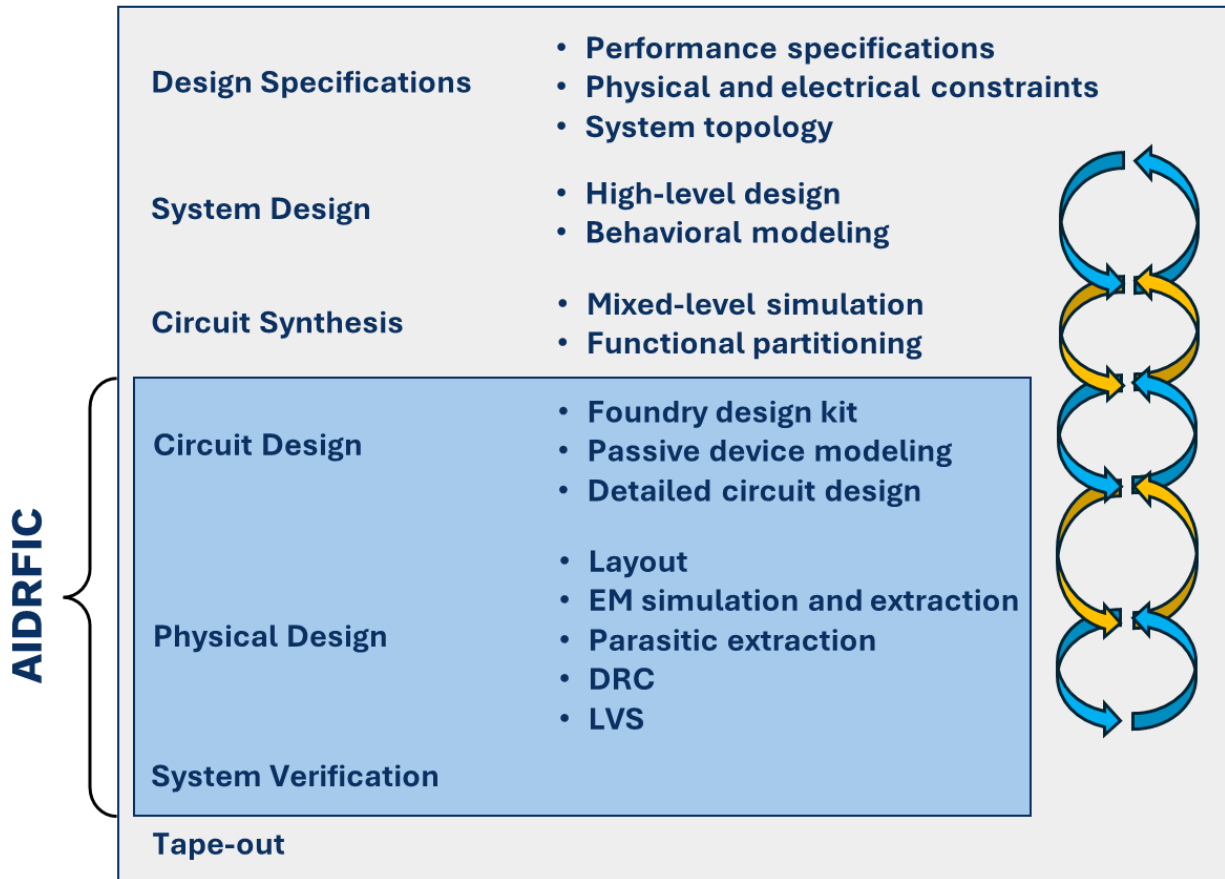 Design Specifications
• Performance specifications
• Physical and electrical constraints
• System topology
System Design
• High-level design
• Behavioral modeling
Circuit Synthesis
• Mixed-level simulation
• Functional partitioning
AIDRFIC
Circuit Design
• Foundry design kit
• Passive device modeling
• Detailed circuit design
Physical Design
• Layout
• EM simulation and extraction
• Parasitic extraction
• DRC
• LVS
System Verification
Tape-out